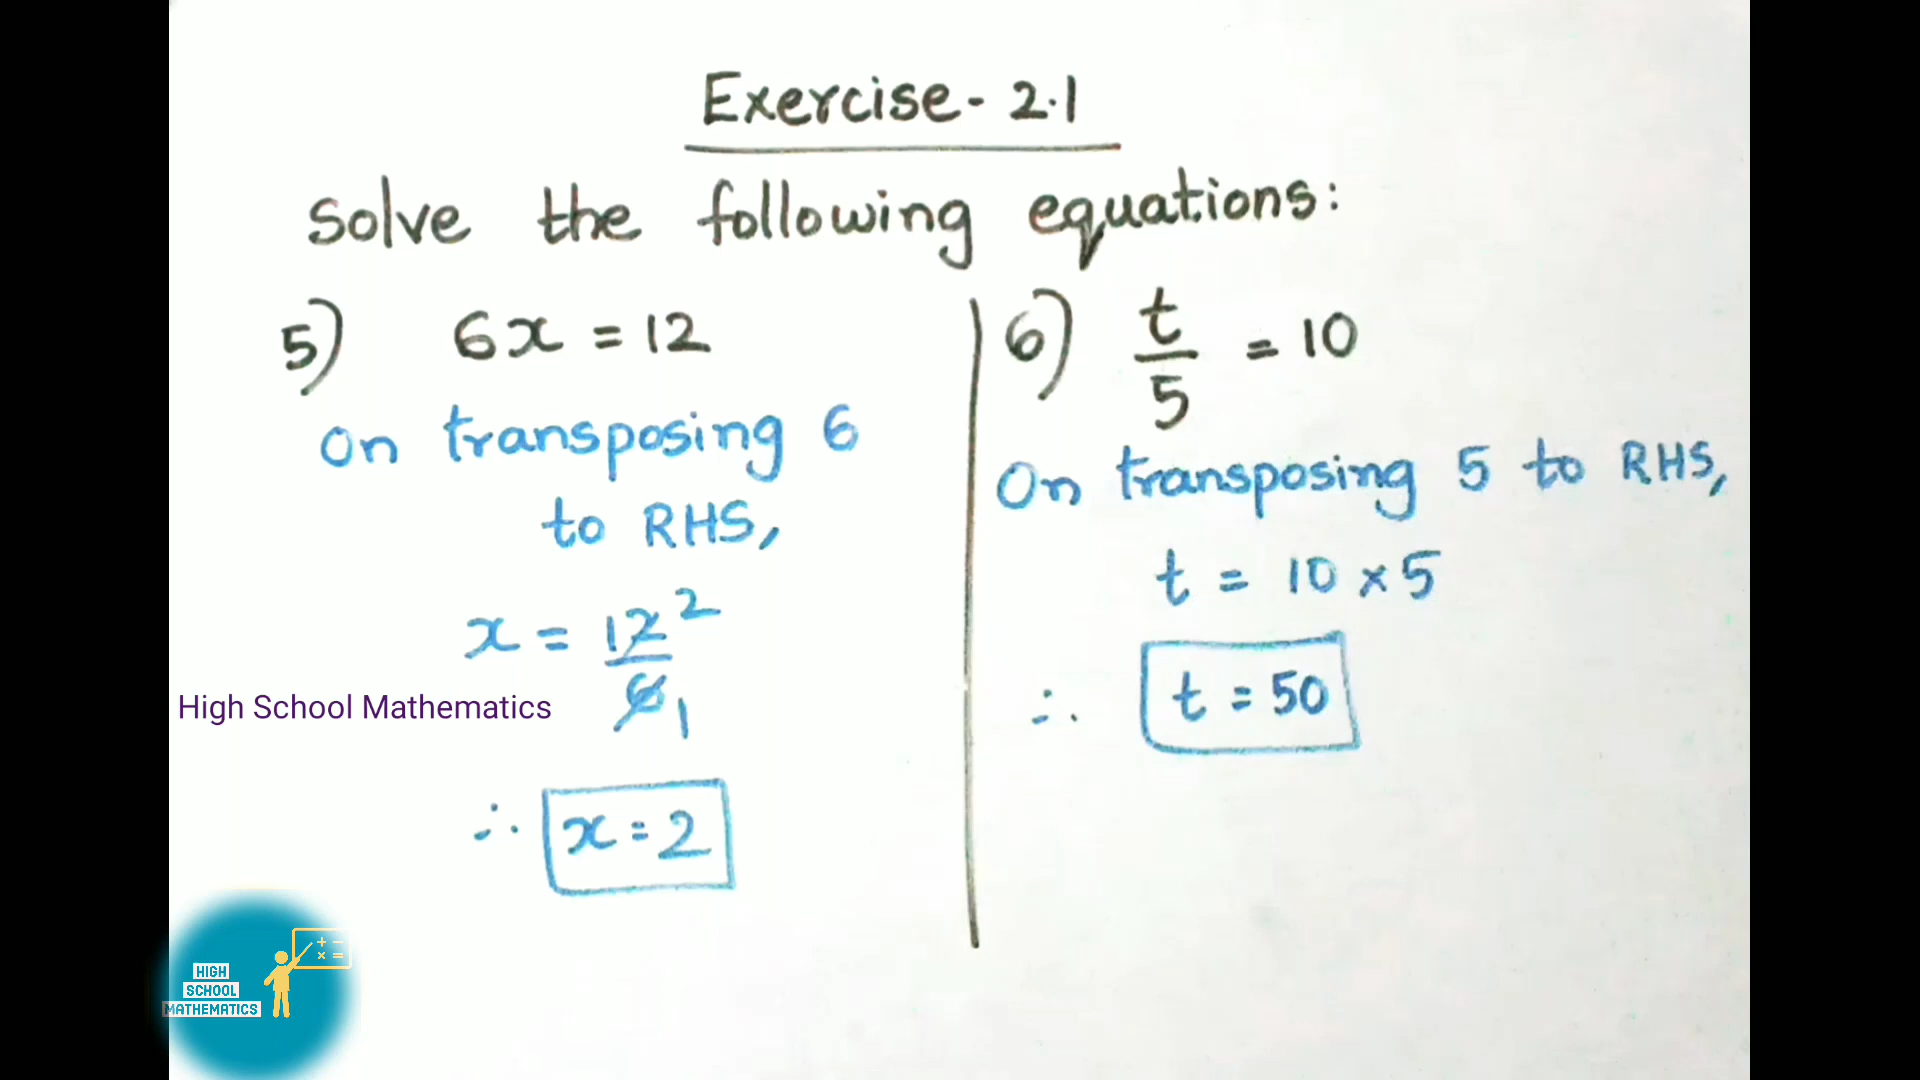 Exercise - 2.1
Solve the following equations:
5) 6x = 12
On transposing 6
to RHS,
x = 12 2
6 1
∴ x = 2
6) t
5 = 10
On transposing 5 to RHS,
t = 10 × 5
∴ t = 50
High School Mathematics
HIGH
SCHOOL
MATHEMATICS
+ -
× =